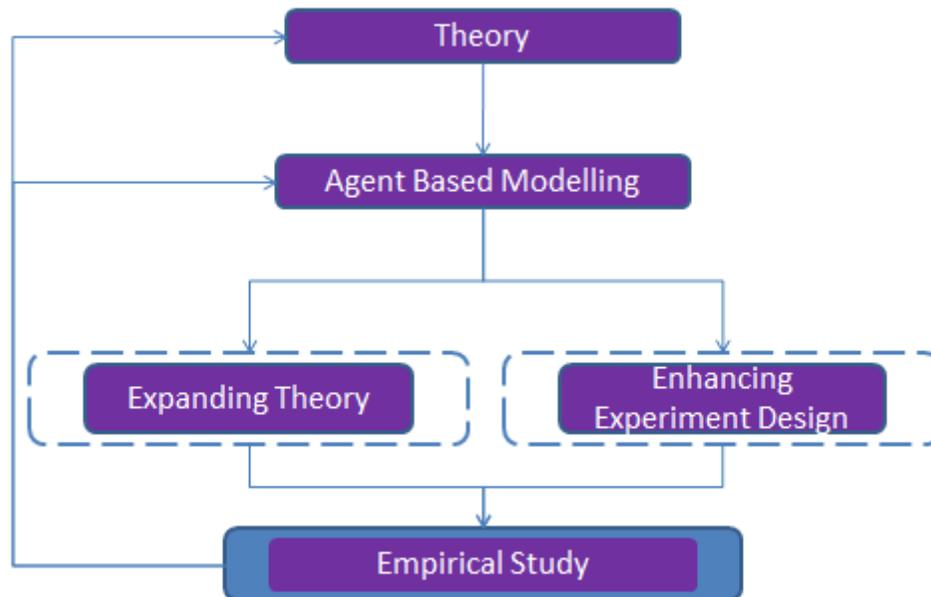 Theory
Agent Based Modelling
Expanding Theory
Enhancing
Experiment Design
Empirical Study